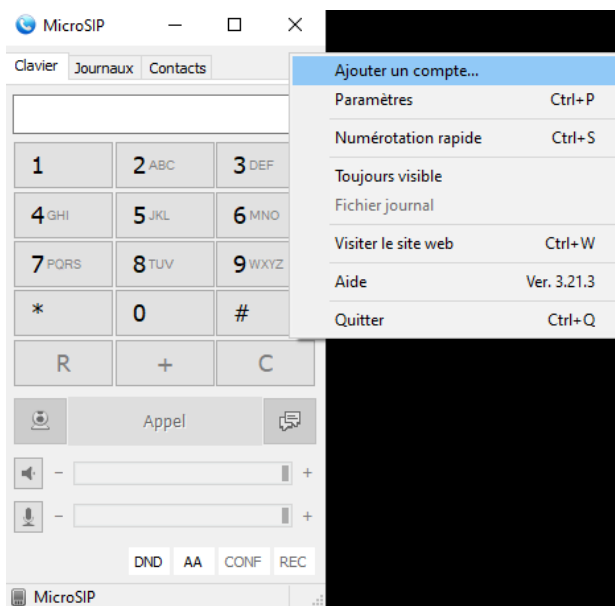 MicroSIP
Clavier Journaux Contacts
Ajouter un compte...
Paramètres Ctrl+P
Numérotation rapide Ctrl+S
Toujours visible
Fichier journal
Visiter le site web Ctrl+W
Aide Ver. 3.21.3
Quitter Ctrl+Q
1 2 ABC 3 DEF
4 GHI 5 JKL 6 MNO
7 PQRS 8 TUV 9 WXYZ
* 0 #
R + C
Appel
- +
- +
DND AA CONF REC
MicroSIP